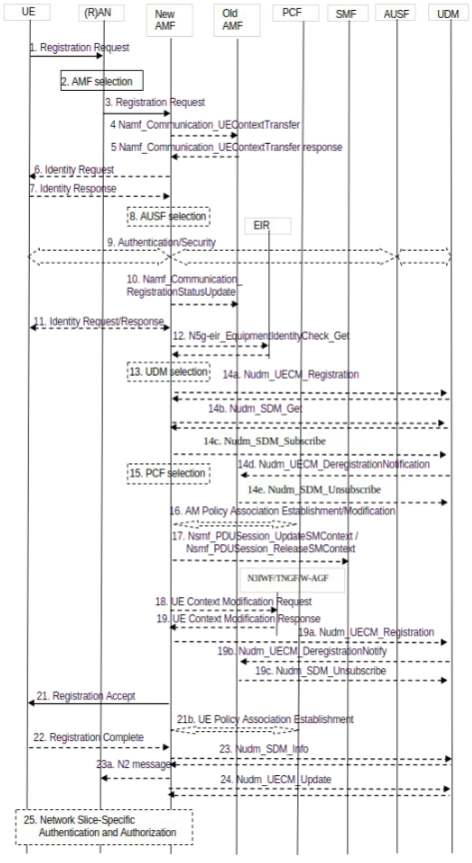 UE
(R)AN
New
AMF
Old
AMF
PCF
SMF
AUSF
UDM
1. Registration Request
2. AMF selection
3. Registration Request
4 Namf_Communication_UEContextTransfer
5 Namf_Communication_UEContextTransfer response
6. Identity Request
7. Identity Response
8. AUSF selection
EIR
9. Authentication/Security
10. Namf_Communication_
RegistrationStatusUpdate
11. Identity Request/Response
12. N5g-eir_EquipmentIdentityCheck_Get
13. UDM selection
14a. Nudm_UECM_Registration
14b. Nudm_SDM_Get
14c. Nudm_SDM_Subscribe
14d. Nudm_UECM_DeregistrationNotification
15. PCF selection
14e. Nudm_SDM_Unsubscribe
16. AM Policy Association Establishment/Modification
17. Nsmf_PDUSession_UpdateSMContext /
Nsmf_PDUSession_ReleaseSMContext
N3IWF/TNGF/W-AGF
18. UE Context Modification Request
19. UE Context Modification Response
19a. Nudm_UECM_Registration
19b. Nudm_UECM_DeregistrationNotify
19c. Nudm_SDM_Unsubscribe
21. Registration Accept
21b. UE Policy Association Establishment
22. Registration Complete
23. Nudm_SDM_Info
23a. N2 message
24. Nudm_UECM_Update
25. Network Slice-Specific
Authentication and Authorization